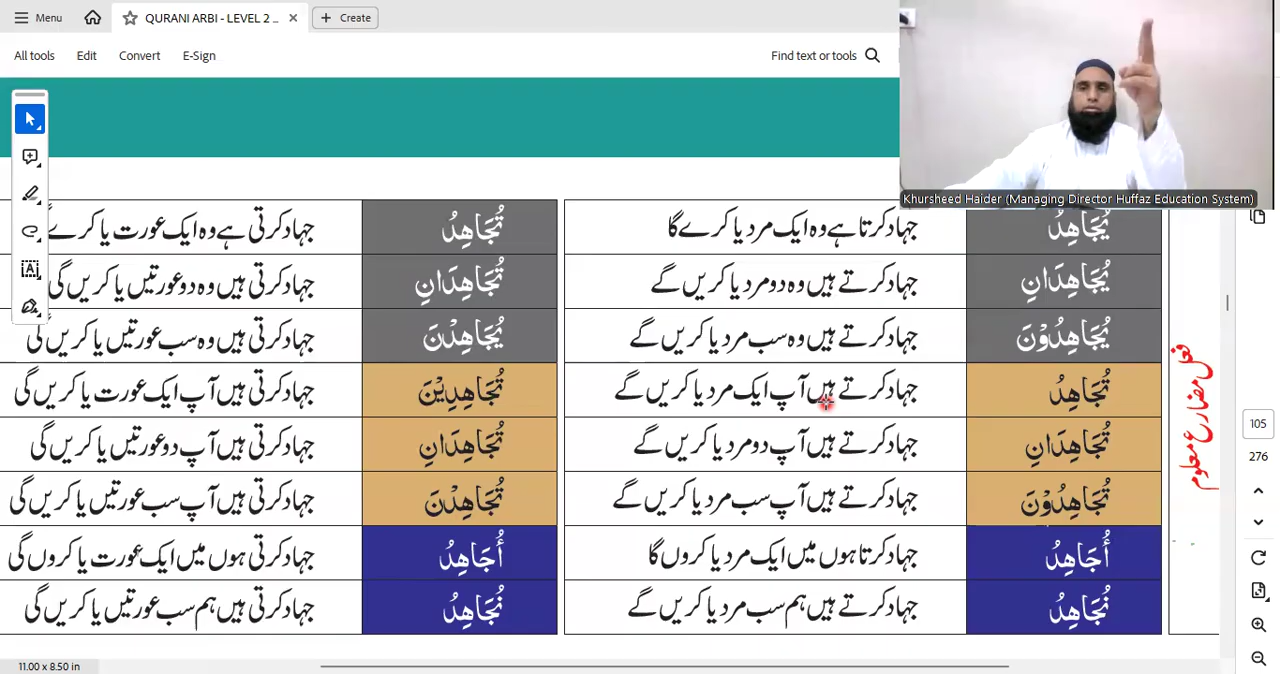 Menu
QURANI ARBI - LEVEL 2 ...
Create
All tools
Edit
Convert
E-Sign
Find text or tools
Khursheed Haider (Managing Director Huffaz Education System)
يُجَاهِدُ
جہاد کرتا ہے وہ ایک مرد یا کرے گا
تُجَاهِدُ
جہاد کرتی ہے وہ ایک عورت یا کرے
يُجَاهِدَانِ
جہاد کرتے ہیں وہ دو مرد یا کریں گے
تُجَاهِدَانِ
جہاد کرتی ہیں وہ دو عورتیں یا کریں گی
يُجَاهِدُوْنَ
جہاد کرتے ہیں وہ سب مرد یا کریں گے
يُجَاهِدْنَ
جہاد کرتی ہیں وہ سب عورتیں یا کریں گی
تُجَاهِدُ
جہاد کرتے ہیں آپ ایک مرد یا کریں گے
تُجَاهِدِيْنَ
جہاد کرتی ہیں آپ ایک عورت یا کریں گی
تُجَاهِدَانِ
جہاد کرتے ہیں آپ دو مرد یا کریں گے
تُجَاهِدَانِ
جہاد کرتی ہیں آپ دو عورتیں یا کریں گی
تُجَاهِدُوْنَ
جہاد کرتے ہیں آپ سب مرد یا کریں گے
تُجَاهِدْنَ
جہاد کرتی ہیں آپ سب عورتیں یا کریں گی
أُجَاهِدُ
جہاد کرتا ہوں میں ایک مرد یا کروں گا
أُجَاهِدُ
جہاد کرتی ہوں میں ایک عورت یا کروں گی
نُجَاهِدُ
جہاد کرتے ہیں ہم سب مرد یا کریں گے
نُجَاهِدُ
جہاد کرتی ہیں ہم سب عورتیں یا کریں گی
فعل مضارع معلوم
105
276
11.00 x 8.50 in